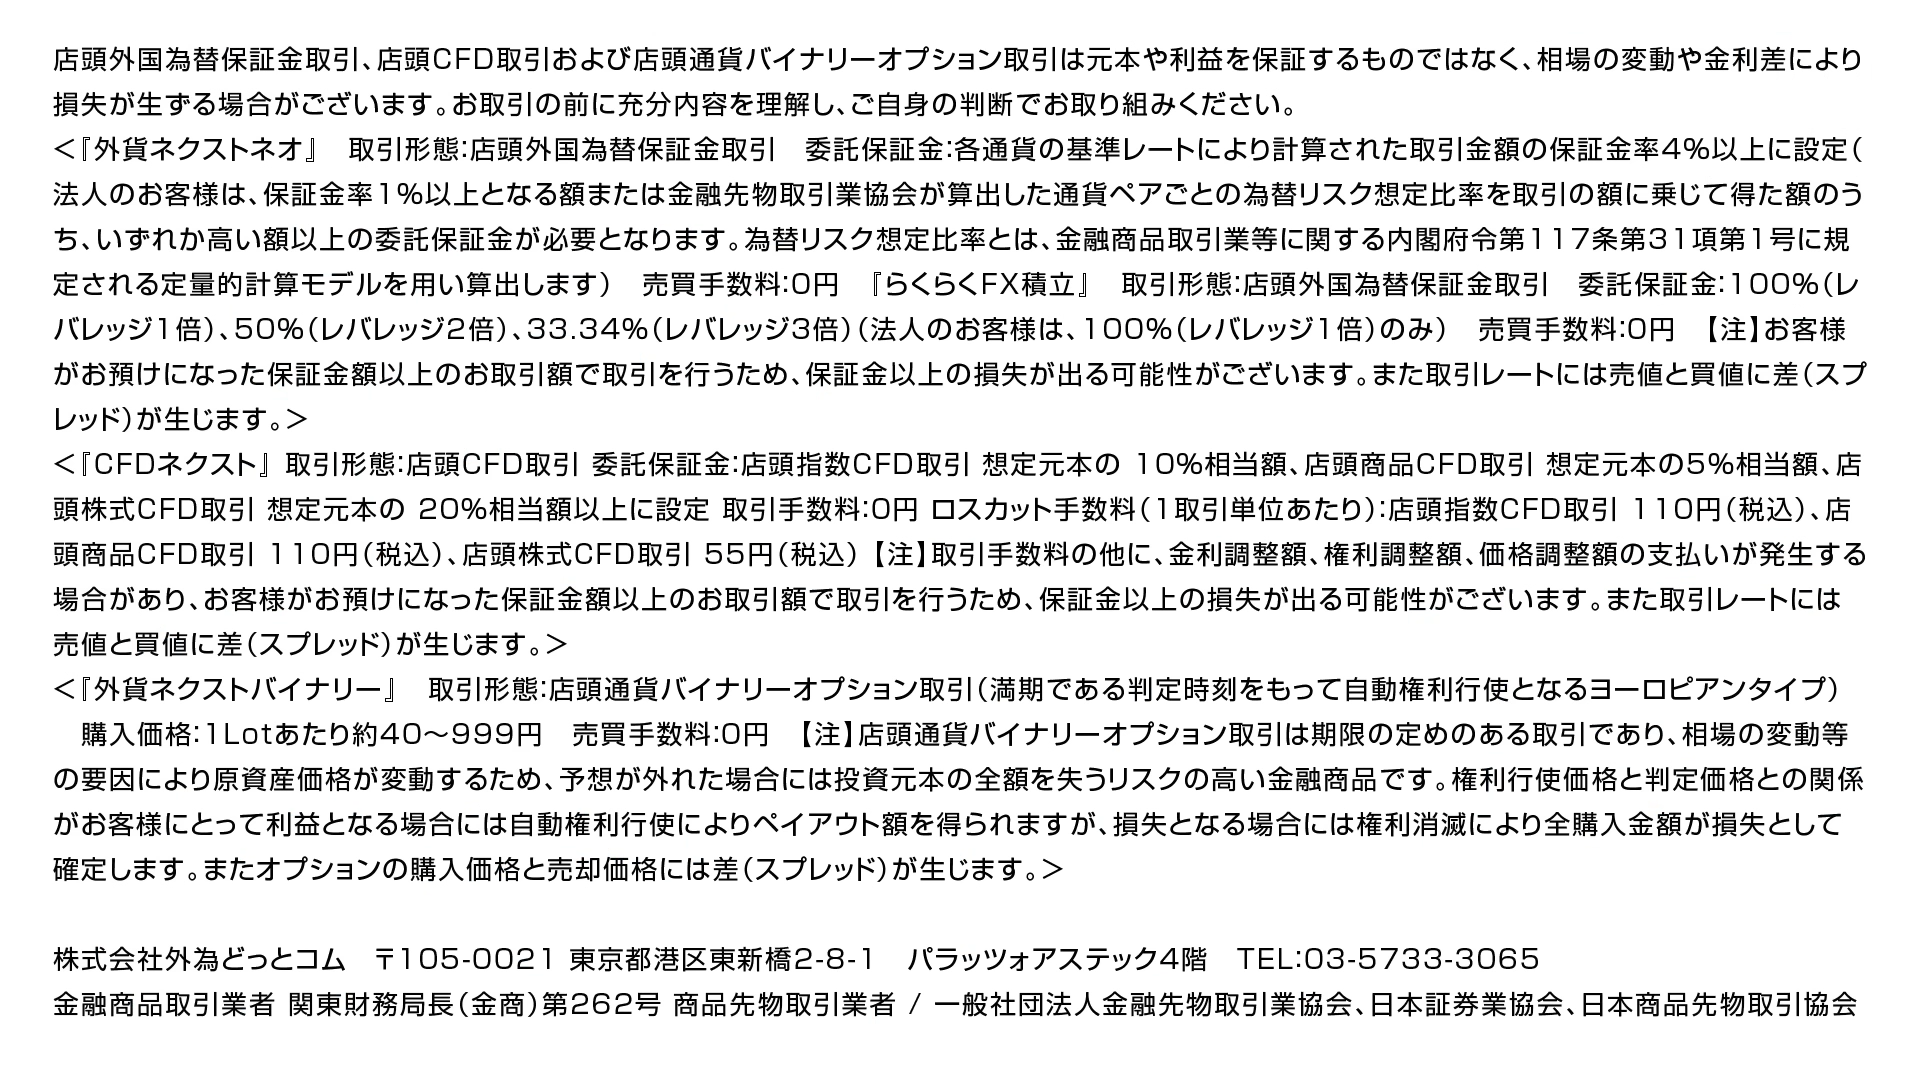 店頭外国為替保証金取引、店頭CFD取引および店頭通貨バイナリーオプション取引は元本や利益を保証するものではなく、相場の変動や金利差により
損失が生ずる場合がございます。お取引の前に充分内容を理解し、ご自身の判断でお取り組みください。
＜『外貨ネクストネオ』　取引形態：店頭外国為替保証金取引　委託保証金：各通貨の基準レートにより計算された取引金額の保証金率4％以上に設定（
法人のお客様は、保証金率1％以上となる額または金融先物取引業協会が算出した通貨ペアごとの為替リスク想定比率を取引の額に乗じて得た額のう
ち、いずれか高い額以上の委託保証金が必要となります。為替リスク想定比率とは、金融商品取引業等に関する内閣府令第117条第31項第1号に規
定される定量的計算モデルを用い算出します）　売買手数料：0円　『らくらくFX積立』　取引形態：店頭外国為替保証金取引　委託保証金：100％（レ
バレッジ1倍）、50％（レバレッジ2倍）、33.34％（レバレッジ3倍）（法人のお客様は、100％（レバレッジ1倍）のみ）　売買手数料：0円　【注】お客様
がお預けになった保証金額以上のお取引額で取引を行うため、保証金以上の損失が出る可能性がございます。また取引レートには売値と買値に差（スプ
レッド）が生じます。＞
＜『CFDネクスト』 取引形態：店頭CFD取引 委託保証金：店頭指数CFD取引 想定元本の 10％相当額、店頭商品CFD取引 想定元本の5％相当額、店
頭株式CFD取引 想定元本の 20％相当額以上に設定 取引手数料：0円 ロスカット手数料（1取引単位あたり）：店頭指数CFD取引 110円（税込）、店
頭商品CFD取引 110円（税込）、店頭株式CFD取引 55円（税込） 【注】取引手数料の他に、金利調整額、権利調整額、価格調整額の支払いが発生する
場合があり、お客様がお預けになった保証金額以上のお取引額で取引を行うため、保証金以上の損失が出る可能性がございます。また取引レートには
売値と買値に差（スプレッド）が生じます。＞
＜『外貨ネクストバイナリー』　取引形態：店頭通貨バイナリーオプション取引（満期である判定時刻をもって自動権利行使となるヨーロピアンタイプ）
　購入価格：1Lotあたり約40～999円　売買手数料：0円　【注】店頭通貨バイナリーオプション取引は期限の定めのある取引であり、相場の変動等
の要因により原資産価格が変動するため、予想が外れた場合には投資元本の全額を失うリスクの高い金融商品です。権利行使価格と判定価格との関係
がお客様にとって利益となる場合には自動権利行使によりペイアウト額を得られますが、損失となる場合には権利消滅により全購入金額が損失として
確定します。またオプションの購入価格と売却価格には差（スプレッド）が生じます。＞
株式会社外為どっとコム　〒105-0021 東京都港区東新橋2-8-1　パラッツォアステック4階　TEL：03-5733-3065
金融商品取引業者 関東財務局長（金商）第262号 商品先物取引業者 / 一般社団法人金融先物取引業協会、日本証券業協会、日本商品先物取引協会